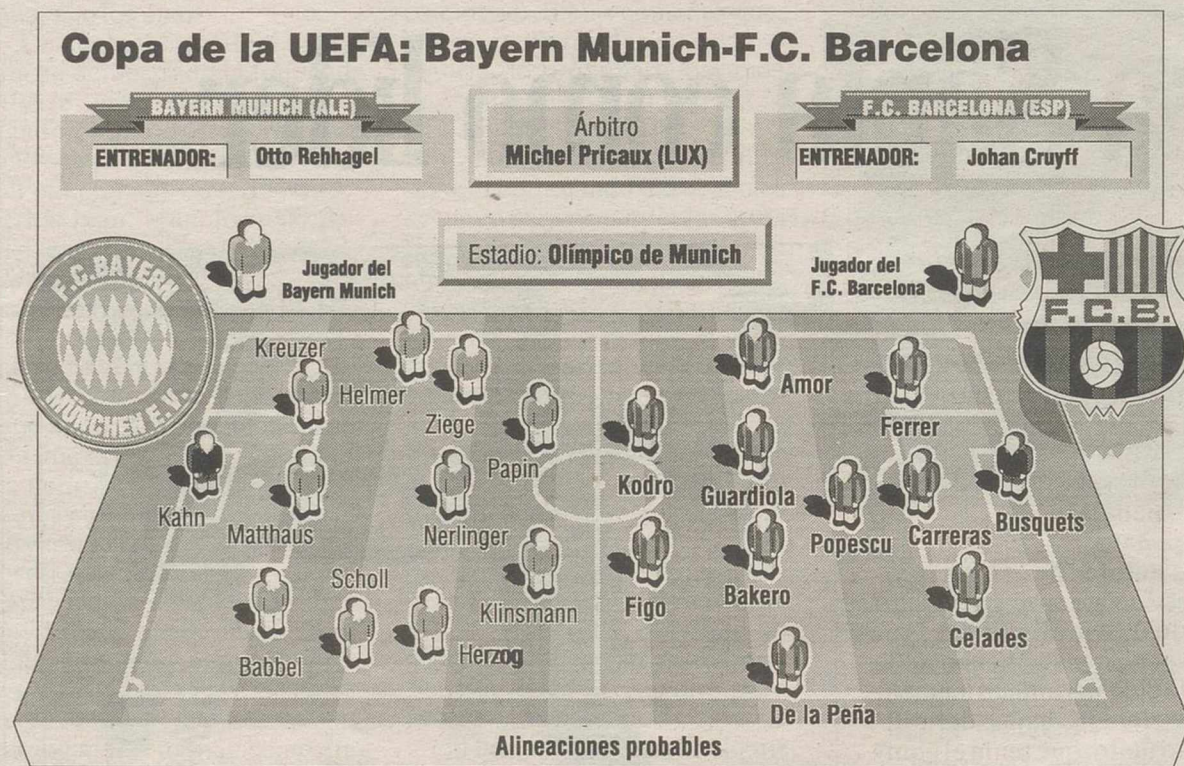 Copa de la UEFA: Bayern Munich-F.C. Barcelona
BAYERN MUNICH (ALE)
ENTRENADOR: Otto Rehhagel
Árbitro
Michel Pricaux (LUX)
F.C. BARCELONA (ESP)
ENTRENADOR: Johan Cruyff
Estadio: Olímpico de Munich
F.C. BAYERN
MÜNCHEN E.V.
Jugador del
Bayern Munich
Jugador del
F.C. Barcelona
F.C.B.
Kreuzer
Helmer
Ziege
Papin
Kahn
Matthaus
Nerlinger
Scholl
Klinsmann
Babbel
Herzog
Amor
Ferrer
Kodro
Guardiola
Popescu
Carreras
Busquets
Figo
Bakero
Celades
De la Peña
Alineaciones probables